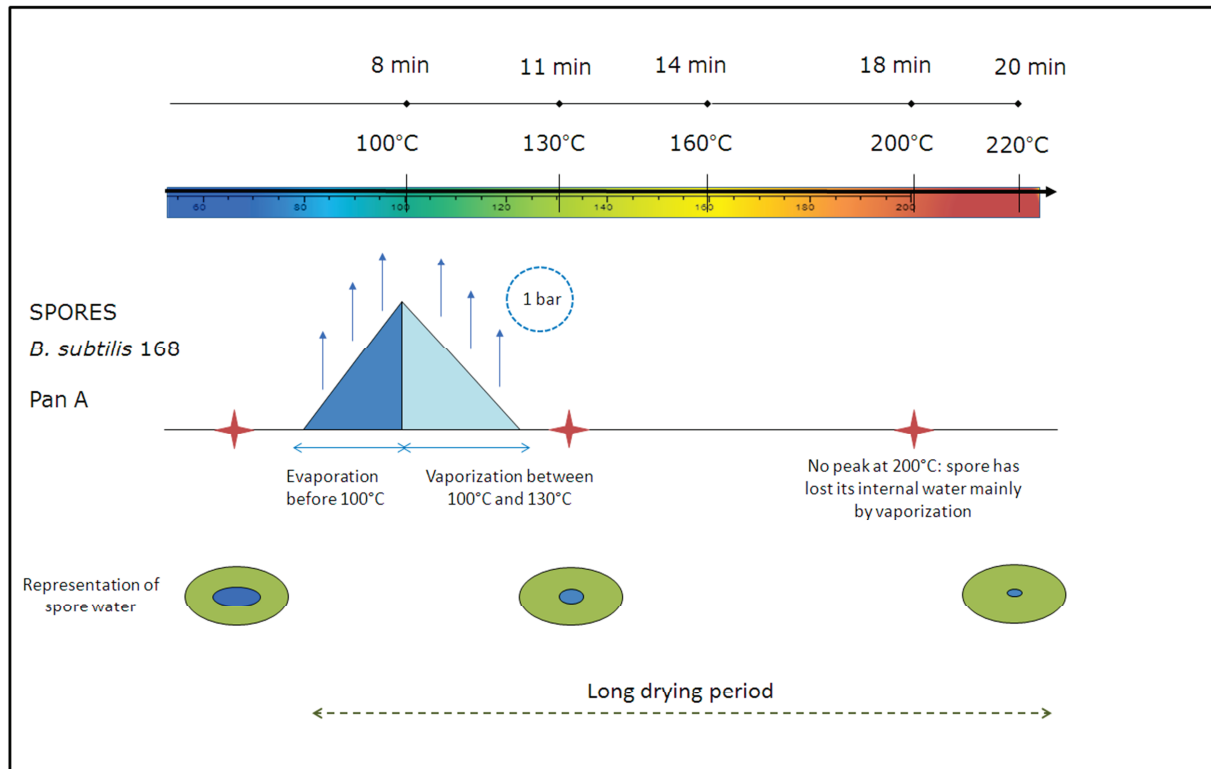 8 min 11 min 14 min 18 min 20 min
100°C 130°C 160°C 200°C 220°C
60 80 100 120 140 160 180 200
1 bar
SPORES
B. subtilis 168
Pan A
Evaporation
before 100°C
Vaporization between
100°C and 130°C
No peak at 200°C: spore has
lost its internal water mainly
by vaporization
Representation of
spore water
Long drying period